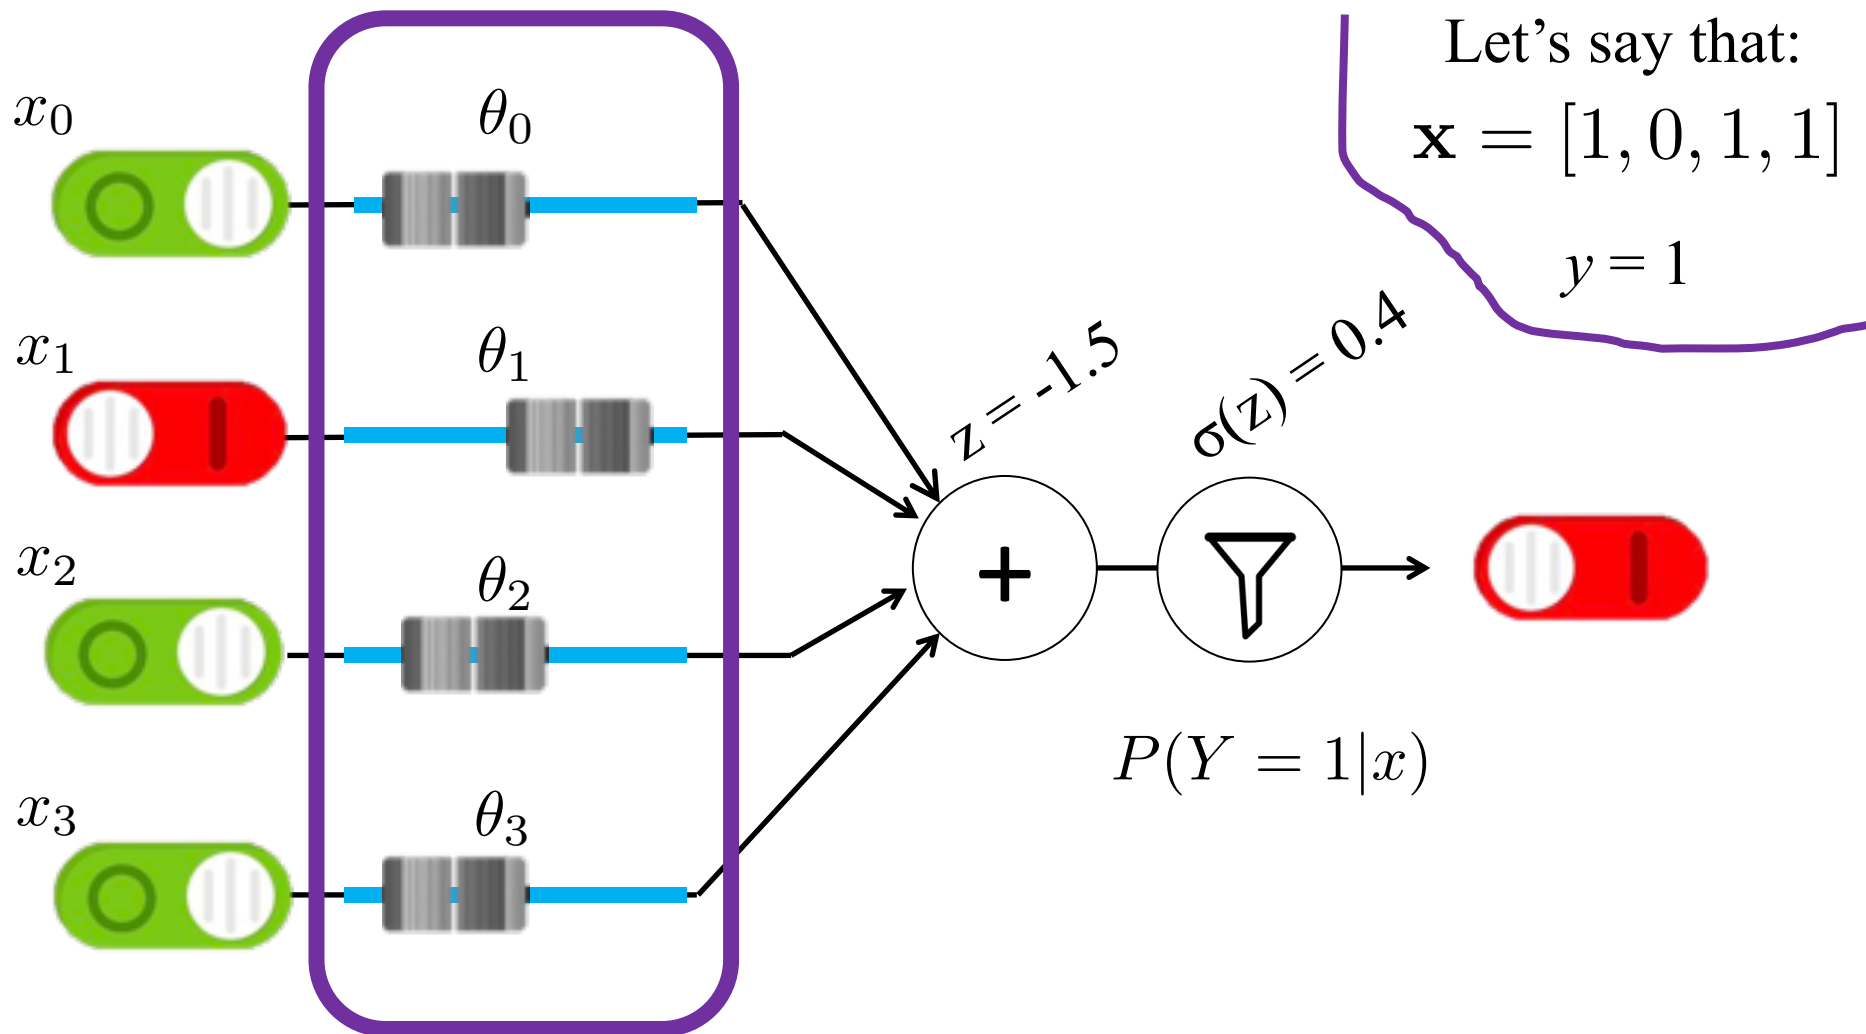 Let’s say that:
𝐱 = [1, 0, 1, 1]
y = 1
x₀
θ₀
x₁
θ₁
z = -1.5
σ(z) = 0.4
x₂
θ₂
+
P(Y = 1|x)
x₃
θ₃